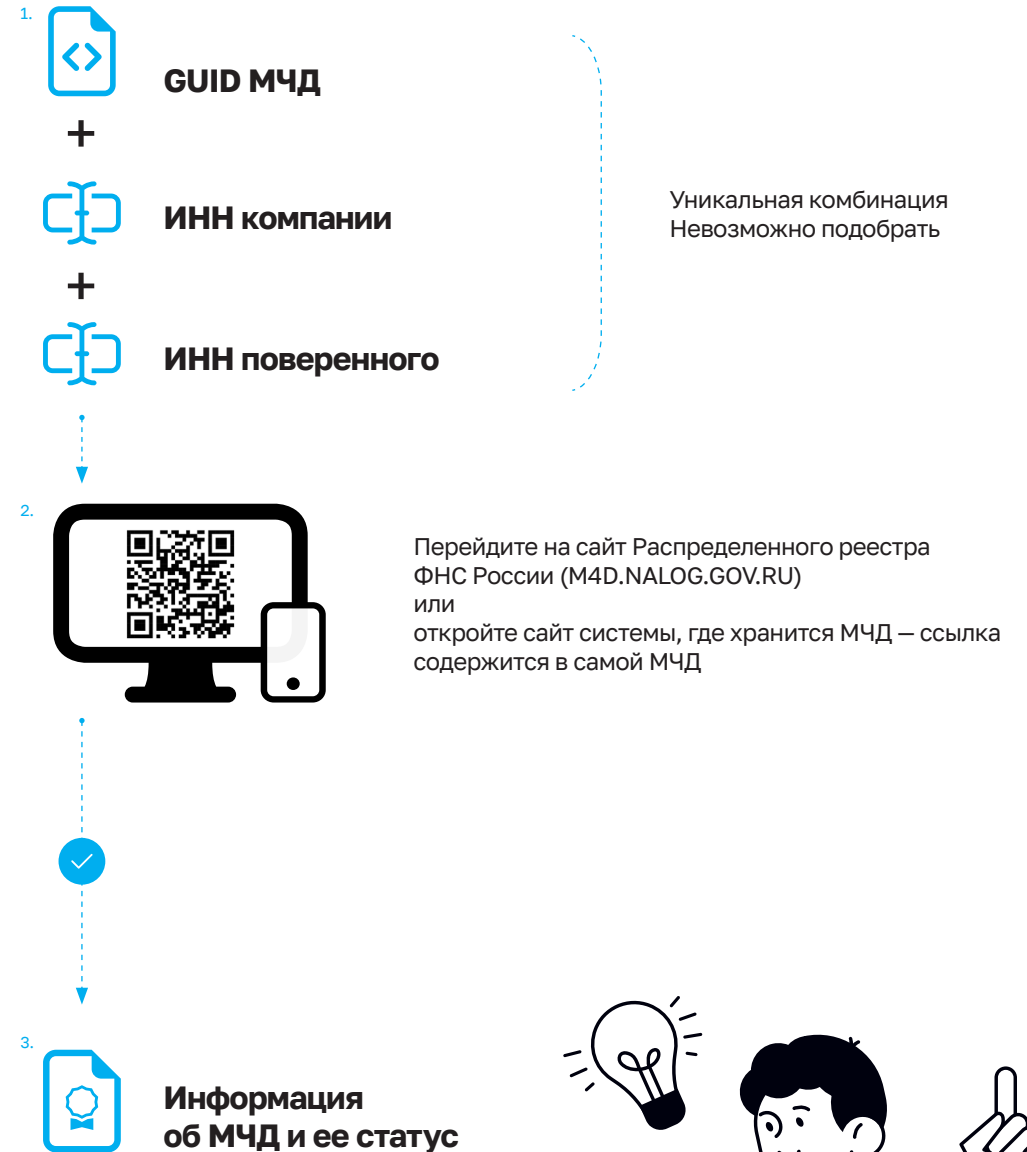 1.
GUID МЧД
+
ИНН компании
+
ИНН поверенного
Уникальная комбинация
Невозможно подобрать
2.
Перейдите на сайт Распределенного реестра
ФНС России (M4D.NALOG.GOV.RU)
или
откройте сайт системы, где хранится МЧД — ссылка
содержится в самой МЧД
3.
Информация
об МЧД и ее статус